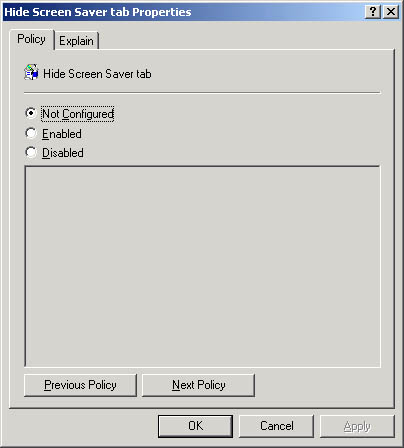 Hide Screen Saver tab Properties
Policy Explain
Hide Screen Saver tab
Not Configured
Enabled
Disabled
Previous Policy Next Policy
OK Cancel Apply